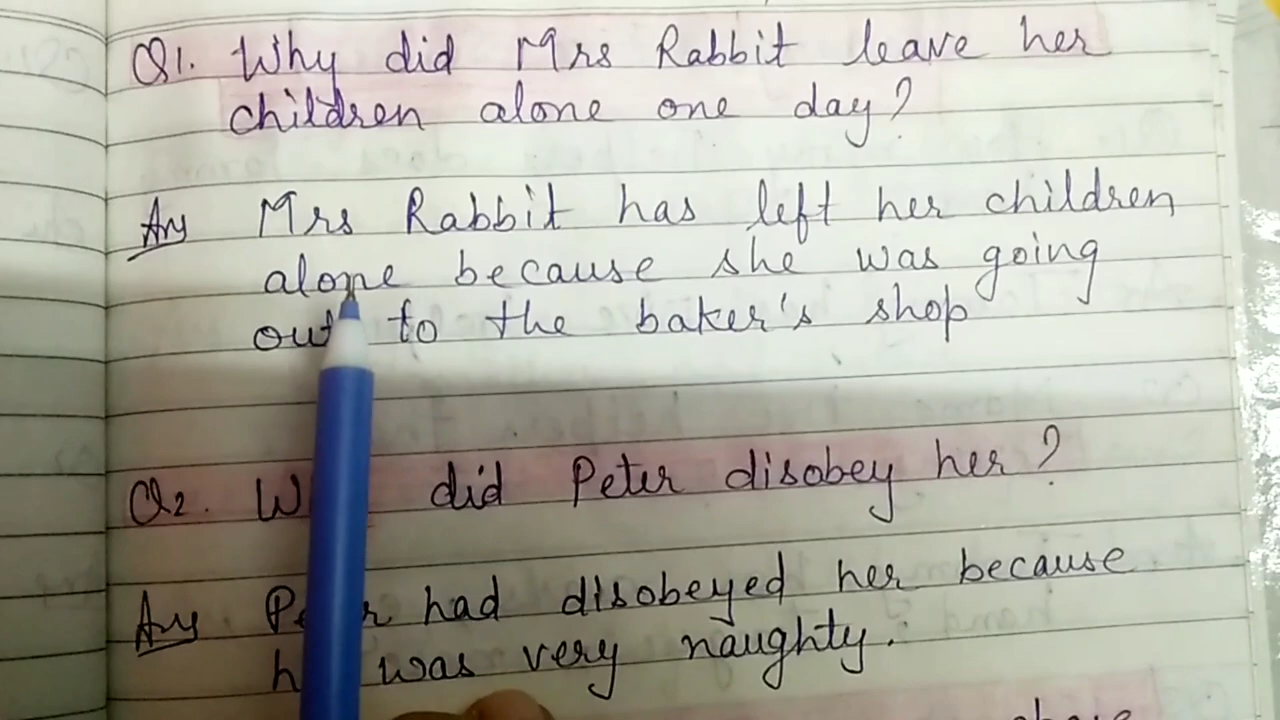 Q1. Why did Mrs Rabbit leave her
children alone one day?
Ans Mrs Rabbit has left her children
alone because she was going
out to the baker's shop
Q2. did Peter disobey her?
Ans had disobeyed her because
was very naughty.